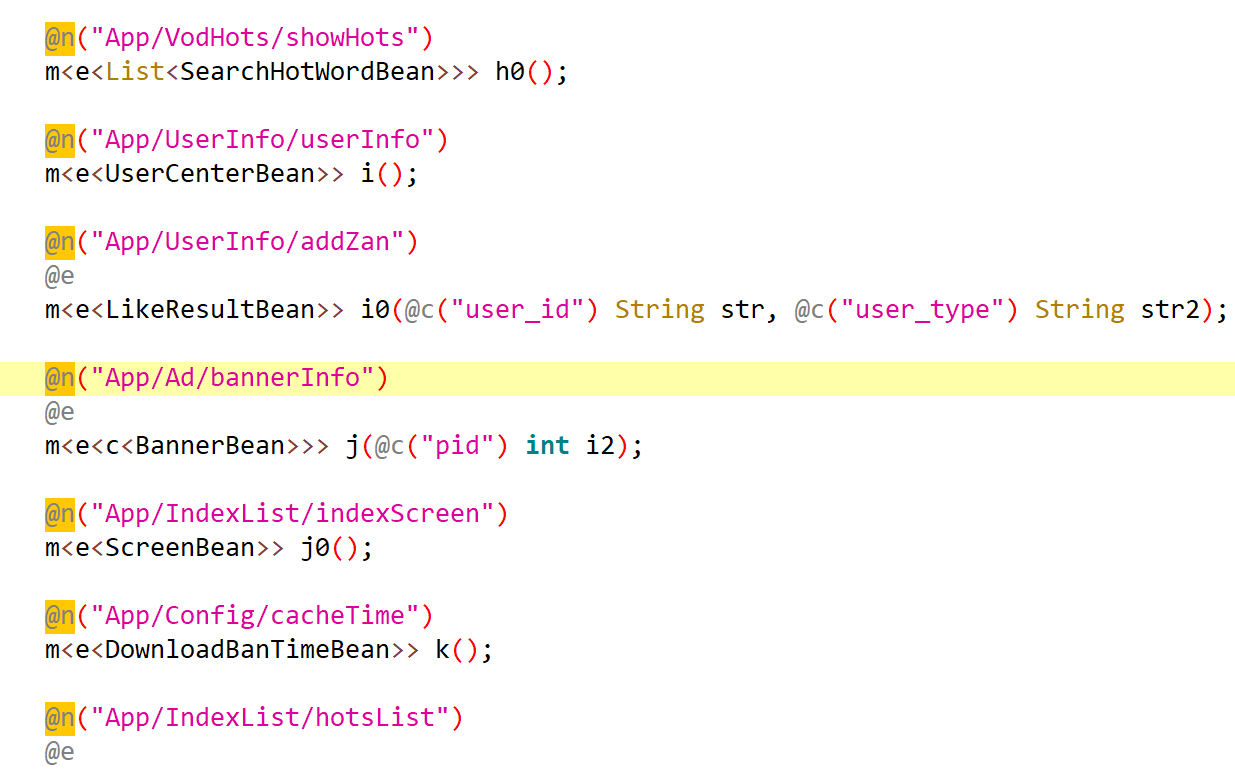 @n("App/VodHots/showHots")
m<e<List<SearchHotWordBean>>> h0();
@n("App/UserInfo/userInfo")
m<e<UserCenterBean>> i();
@n("App/UserInfo/addZan")
@e
m<e<LikeResultBean>> i0(@c("user_id") String str, @c("user_type") String str2);
@n("App/Ad/bannerInfo")
@e
m<e<c<BannerBean>>> j(@c("pid") int i2);
@n("App/IndexList/indexScreen")
m<e<ScreenBean>> j0();
@n("App/Config/cacheTime")
m<e<DownloadBanTimeBean>> k();
@n("App/IndexList/hotsList")
@e